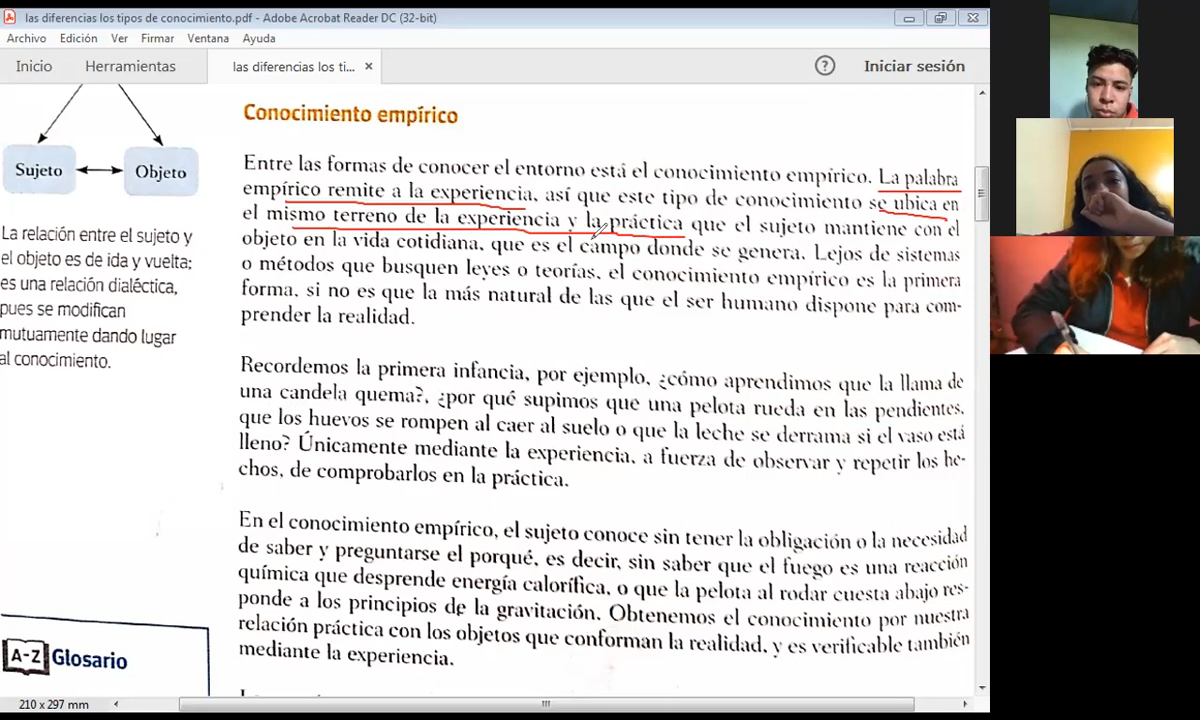 las diferencias los tipos de conocimiento.pdf - Adobe Acrobat Reader DC (32-bit)
Archivo Edición Ver Firmar Ventana Ayuda
Inicio Herramientas las diferencias los ti... × ? Iniciar sesión
Sujeto Objeto
La relación entre el sujeto y
el objeto es de ida y vuelta;
es una relación dialéctica,
pues se modifican
mutuamente dando lugar
al conocimiento.
A-Z Glosario
Conocimiento empírico
Entre las formas de conocer el entorno está el conocimiento empírico. La palabra
empírico remite a la experiencia, así que este tipo de conocimiento se ubica en
el mismo terreno de la experiencia y la práctica que el sujeto mantiene con el
objeto en la vida cotidiana, que es el campo donde se genera. Lejos de sistemas
o métodos que busquen leyes o teorías, el conocimiento empírico es la primera
forma, si no es que la más natural de las que el ser humano dispone para com-
prender la realidad.
Recordemos la primera infancia, por ejemplo, ¿cómo aprendimos que la llama de
una candela quema?, ¿por qué supimos que una pelota rueda en las pendientes,
que los huevos se rompen al caer al suelo o que la leche se derrama si el vaso está
lleno? Únicamente mediante la experiencia, a fuerza de observar y repetir los he-
chos, de comprobarlos en la práctica.
En el conocimiento empírico, el sujeto conoce sin tener la obligación o la necesidad
de saber y preguntarse el porqué, es decir, sin saber que el fuego es una reacción
química que desprende energía calorífica, o que la pelota al rodar cuesta abajo res-
ponde a los principios de la gravitación. Obtenemos el conocimiento por nuestra
relación práctica con los objetos que conforman la realidad, y es verificable también
mediante la experiencia.
210 x 297 mm